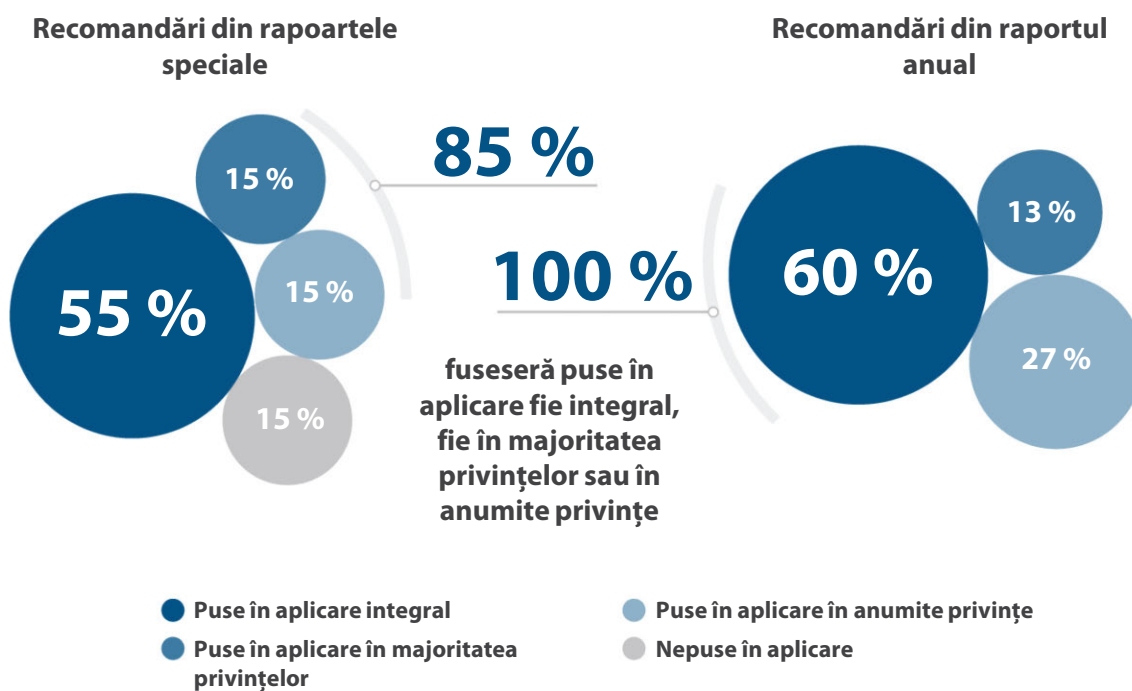 Recomandări din rapoartele
speciale
55 %
15 %
15 %
15 %
85 %
100 %
fuseseră puse în
aplicare fie integral,
fie în majoritatea
privințelor sau în
anumite privințe
Recomandări din raportul
anual
60 %
13 %
27 %
Puse în aplicare integral
Puse în aplicare în majoritatea
privințelor
Puse în aplicare în anumite privințe
Nepuse în aplicare